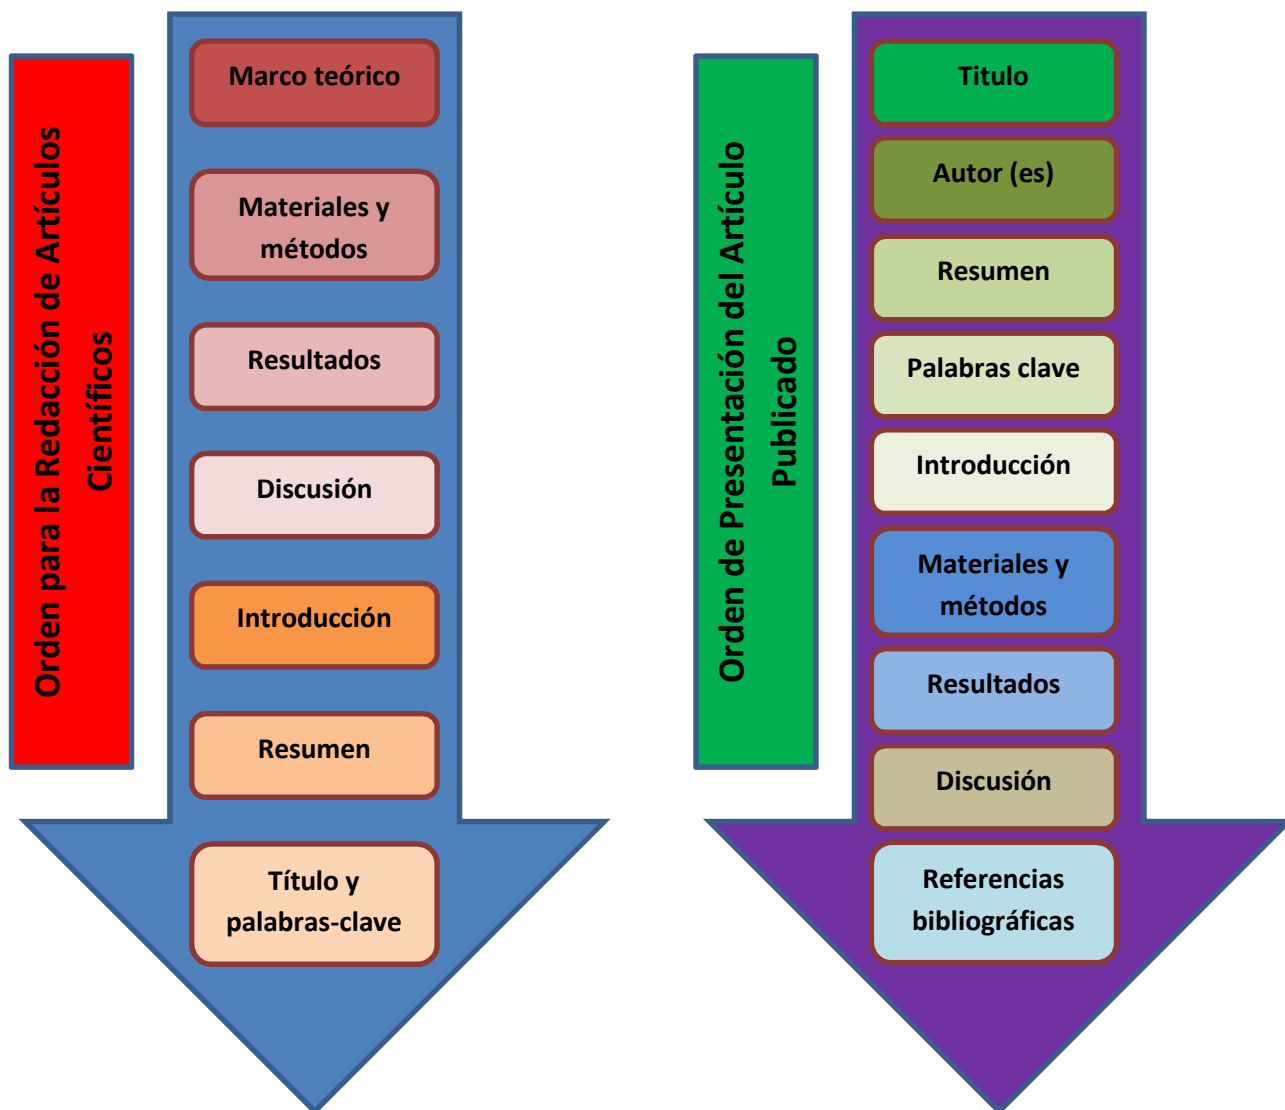 Orden para la Redacción de Artículos
Científicos
Marco teórico
Materiales y
métodos
Resultados
Discusión
Introducción
Resumen
Título y
palabras-clave
Orden de Presentación del Artículo
Publicado
Titulo
Autor (es)
Resumen
Palabras clave
Introducción
Materiales y
métodos
Resultados
Discusión
Referencias
bibliográficas